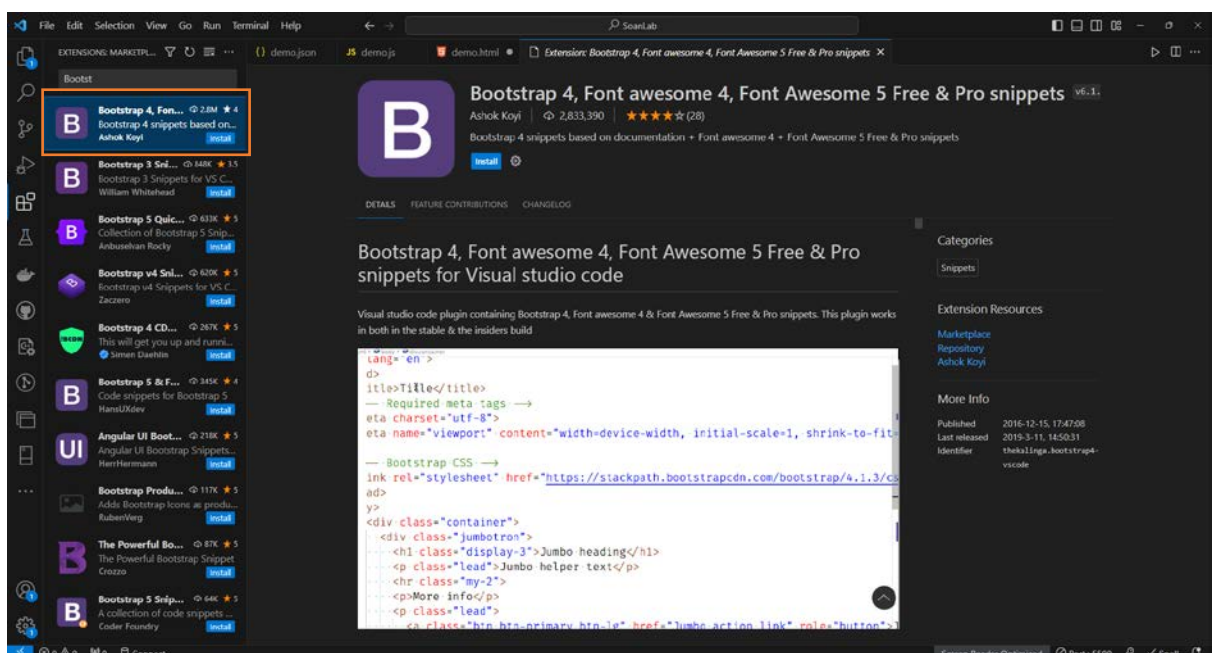 File Edit Selection View Go Run Terminal Help
SoanLab
EXTENSIONS: MARKETPL...
{} demo.json
JS demo.js
demo.html
Extension: Bootstrap 4, Font awesome 4, Font Awesome 5 Free & Pro snippets
Bootst
Bootstrap 4, Fon... 2.8M ★ 4
Bootstrap 4 snippets based on...
Ashok Koyi Install
Bootstrap 3 Sni... 848K ★ 3.5
Bootstrap 3 Snippets for VS C...
William Whitehead Install
Bootstrap 5 Quic... 633K ★ 5
Collection of Bootstrap 5 Snip...
Anbuselvan Rocky Install
Bootstrap v4 Sni... 620K ★ 5
Bootstrap v4 Snippets for VS C...
Zaczero Install
Bootstrap 4 CD... 267K ★ 5
This will get you up and runni...
Simen Daehlin Install
Bootstrap 5 & F... 345K ★ 4
Code snippets for Bootstrap 5
HansUXdev Install
Angular UI Boot... 218K ★ 5
Angular UI Bootstrap Snippets...
HerrHerrmann Install
Bootstrap Produ... 117K ★ 5
Adds Bootstrap Icons as produ...
RubenVerg Install
The Powerful Bo... 87K ★ 5
The Powerful Bootstrap Snippet
Crozzo Install
Bootstrap 5 Snip... 64K ★ 5
A collection of code snippets ...
Coder Foundry Install
Bootstrap 4, Font awesome 4, Font Awesome 5 Free & Pro snippets v6.1.
Ashok Koyi 2,833,390 ★★★★☆ (28)
Bootstrap 4 snippets based on documentation + Font awesome 4 + Font Awesome 5 Free & Pro snippets
Install
DETAILS FEATURE CONTRIBUTIONS CHANGELOG
Bootstrap 4, Font awesome 4, Font Awesome 5 Free & Pro
snippets for Visual studio code
Visual studio code plugin containing Bootstrap 4, Font awesome 4 & Font Awesome 5 Free & Pro snippets. This plugin works
in both in the stable & the insiders build
lang="en">
d>
itle>Title</title>
— Required meta tags —>
eta charset="utf-8">
eta name="viewport" content="width=device-width, initial-scale=1, shrink-to-fit=
— Bootstrap CSS —>
ink rel="stylesheet" href="https://stackpath.bootstrapcdn.com/bootstrap/4.1.3/cs
ad>
y>
<div class="container">
<div class="jumbotron">
<h1 class="display-3">Jumbo heading</h1>
<p class="lead">Jumbo helper text</p>
<hr class="my-2">
<p>More info</p>
<p class="lead">
<a class="btn btn-primary btn-lg" href="Jumbo action link" role="button">
Categories
Snippets
Extension Resources
Marketplace
Repository
Ashok Koyi
More Info
Published 2016-12-15, 17:47:08
Last released 2019-3-11, 14:50:31
Identifier thekalinga.bootstrap4-
vscode